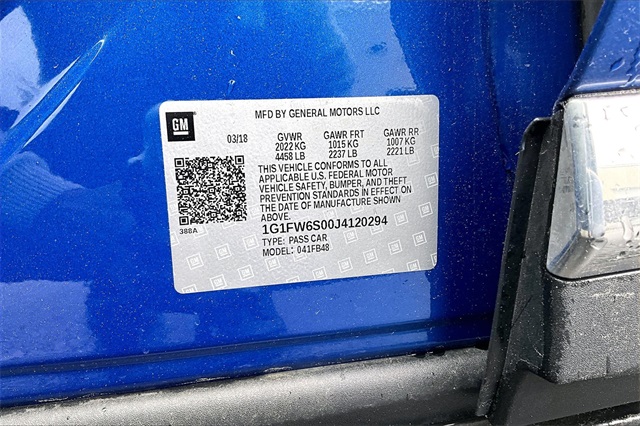 MFD BY GENERAL MOTORS LLC
GM
03/18 GVWR GAWR FRT GAWR RR
2022 KG 1015 KG 1007 KG
4458 LB 2237 LB 2221 LB
THIS VEHICLE CONFORMS TO ALL
APPLICABLE U.S. FEDERAL MOTOR
VEHICLE SAFETY, BUMPER, AND THEFT
PREVENTION STANDARDS IN EFFECT ON
THE DATE OF MANUFACTURE SHOWN
ABOVE.
388A
1G1FW6S00J4120294
TYPE: PASS CAR
MODEL: 041FB48